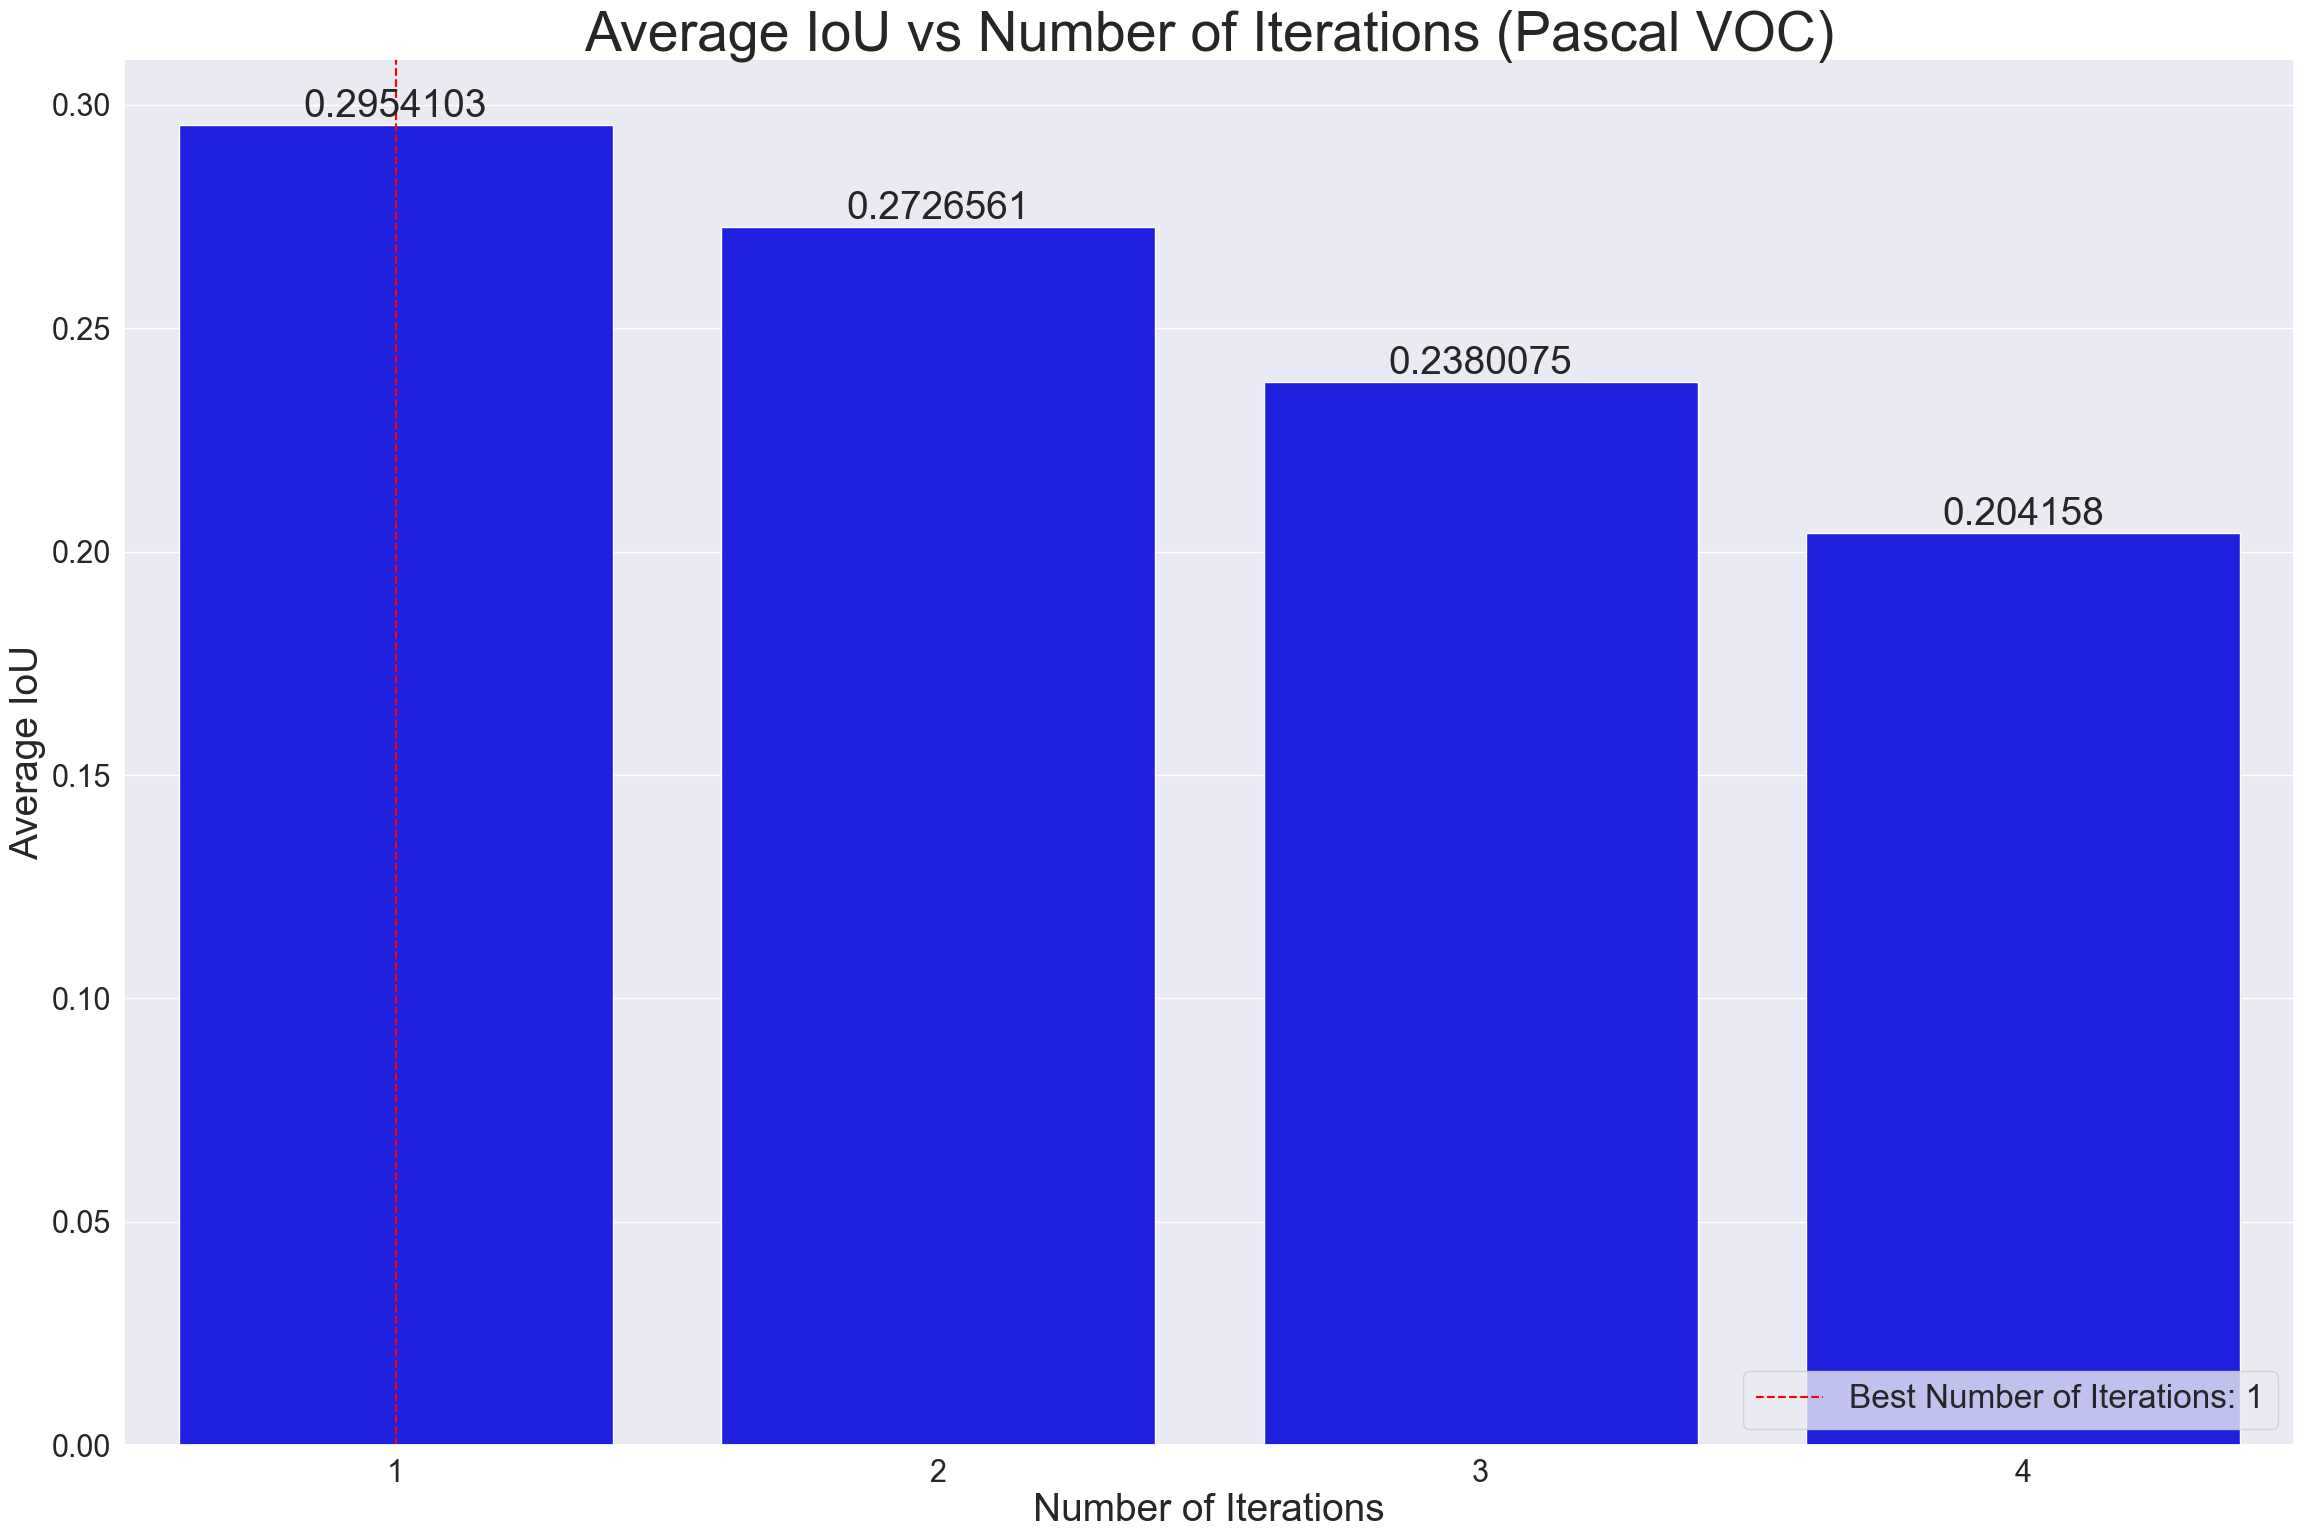 Average IoU vs Number of Iterations (Pascal VOC)
0.30
0.25
0.20
0.15
0.10
0.05
0.00
Average IoU
0.2954103
0.2726561
0.2380075
0.204158
Best Number of Iterations: 1
1 2 3 4
Number of Iterations